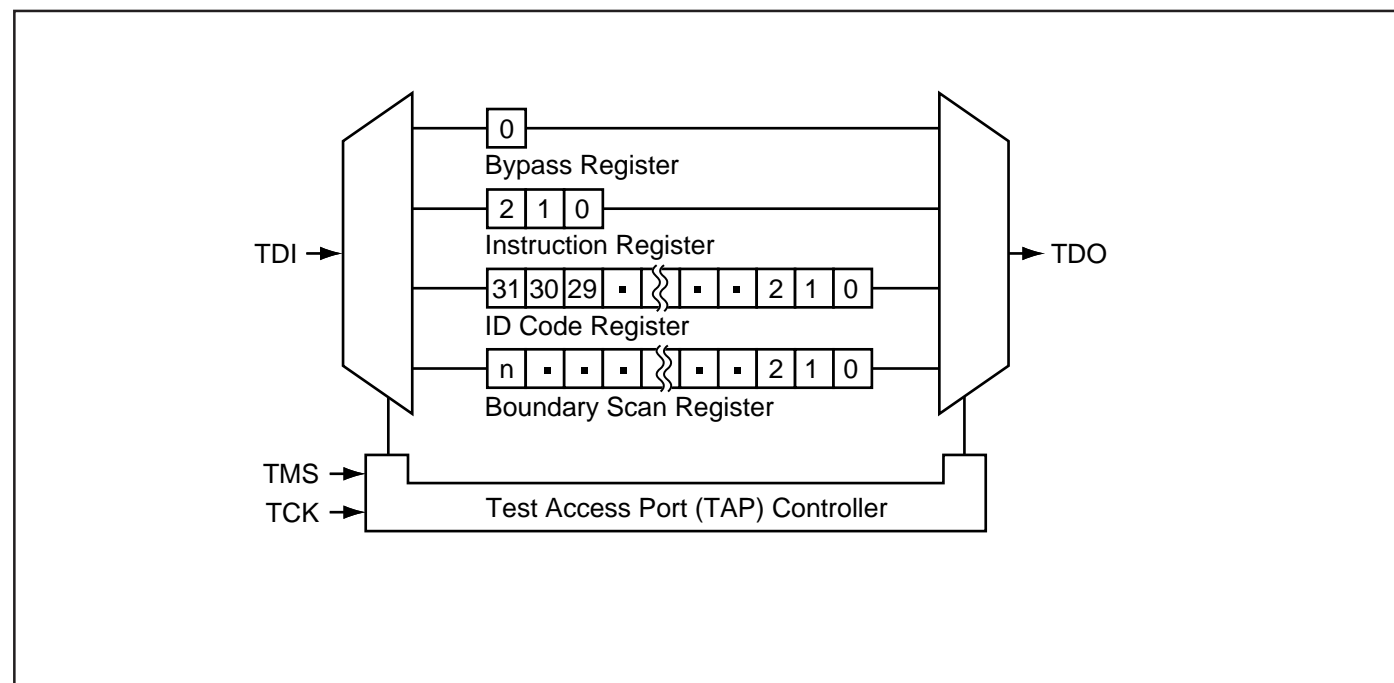 0
Bypass Register
2 1 0
Instruction Register
TDI
TDO
31 30 29 . . . 2 1 0
ID Code Register
n . . . . . 2 1 0
Boundary Scan Register
TMS
TCK
Test Access Port (TAP) Controller